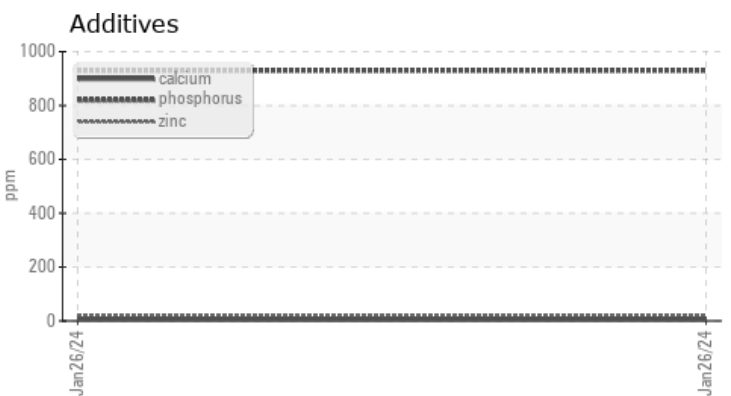 Additives
1000
800
600
400
200
0
ppm
calcium
phosphorus
zinc
Jan26/24
Jan26/24